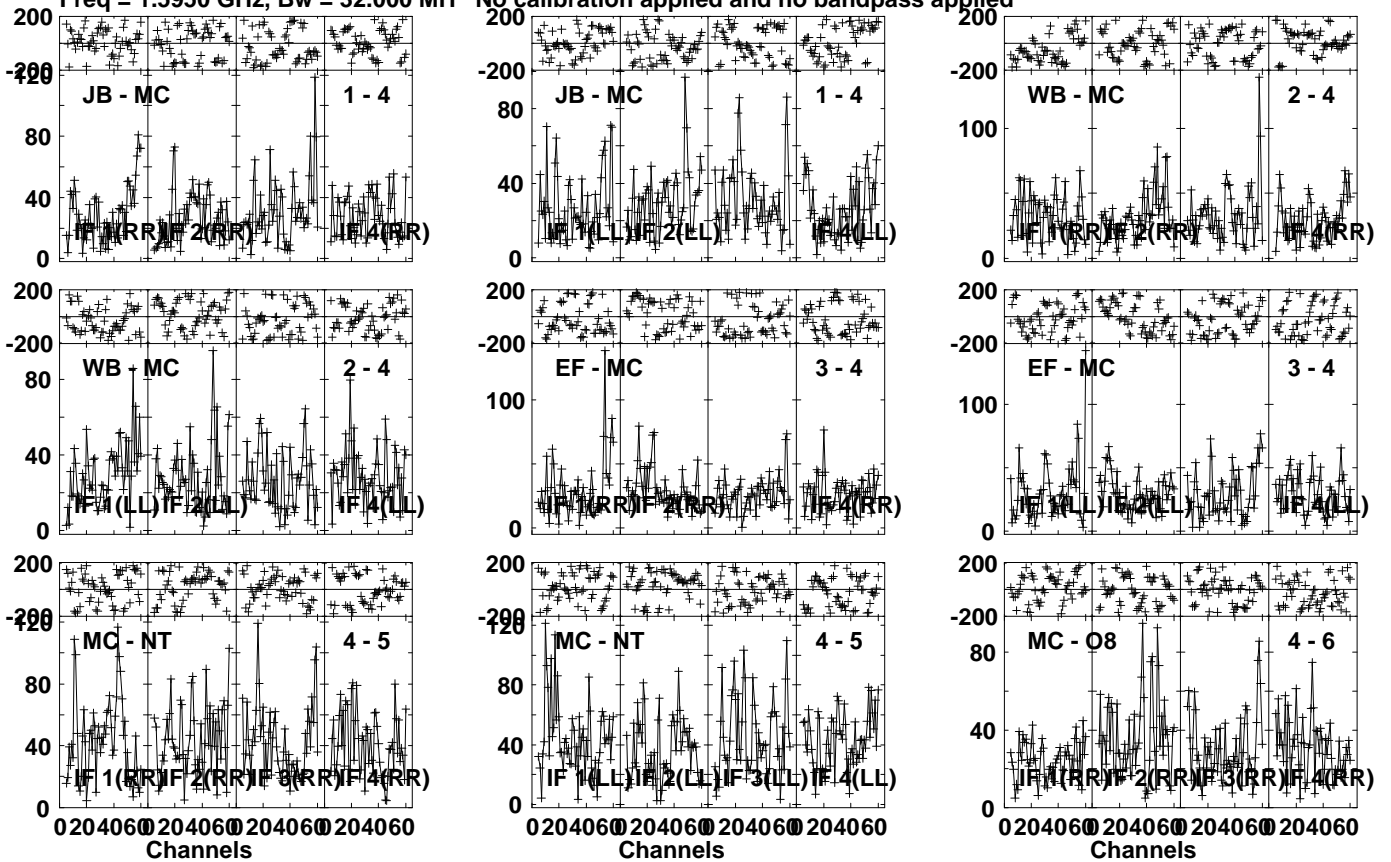 Freq = 1.5950 GHz, Bw = 32.000 MH No calibration applied and no bandpass applied
200
-200
120
80
40
0
JB - MC 1 - 4
IF 1(RR) IF 2(RR) IF 4(RR)
200
-200
80
40
0
JB - MC 1 - 4
IF 1(LL) IF 2(LL) IF 4(LL)
200
-200
100
0
WB - MC 2 - 4
IF 1(RR) IF 2(RR) IF 4(RR)
200
-200
80
40
0
WB - MC 2 - 4
IF 1(LL) IF 2(LL) IF 4(LL)
200
-200
100
0
EF - MC 3 - 4
IF 1(RR) IF 2(RR) IF 4(RR)
200
-200
100
0
EF - MC 3 - 4
IF 1(LL) IF 2(LL) IF 4(LL)
200
-200
120
80
40
0
MC - NT 4 - 5
IF 1(RR) IF 2(RR) IF 3(RR) IF 4(RR)
0 20 40 60 0 20 40 60 0 20 40 60 0 20 40 60
Channels
200
-200
120
80
40
0
MC - NT 4 - 5
IF 1(LL) IF 2(LL) IF 3(LL) IF 4(LL)
0 20 40 60 0 20 40 60 0 20 40 60 0 20 40 60
Channels
200
-200
80
40
0
MC - O8 4 - 6
IF 1(RR) IF 2(RR) IF 3(RR) IF 4(RR)
0 20 40 60 0 20 40 60 0 20 40 60 0 20 40 60
Channels